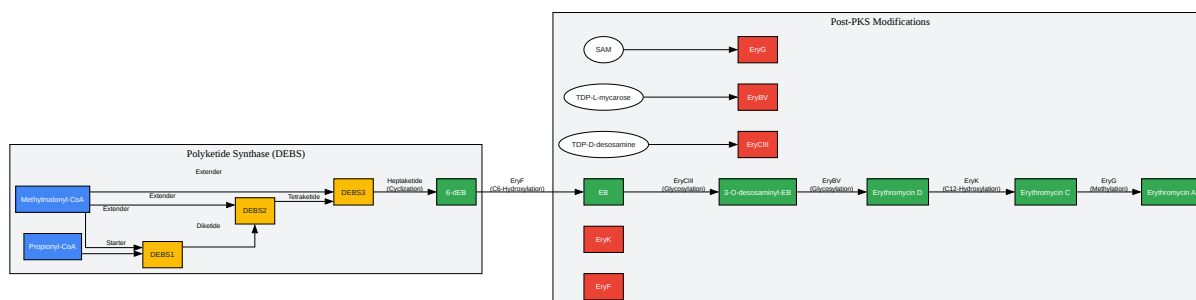 Post-PKS Modifications
SAM
EryG
TDP-L-mycarose
EryBV
TDP-D-desosamine
EryCIII
Polyketide Synthase (DEBS)
Extender
Methylmalonyl-CoA
Extender
Extender
DEBS2
Tetraketide
DEBS3
Heptaketide
(Cyclization)
6-dEB
EryF
(C6-Hydroxylation)
EB
EryCIII
(Glycosylation)
3-O-desosaminyl-EB
EryBV
(Glycosylation)
Erythromycin D
EryK
(C12-Hydroxylation)
Erythromycin C
EryG
(Methylation)
Erythromycin A
Diketide
Propionyl-CoA
Starter
DEBS1
EryK
EryF